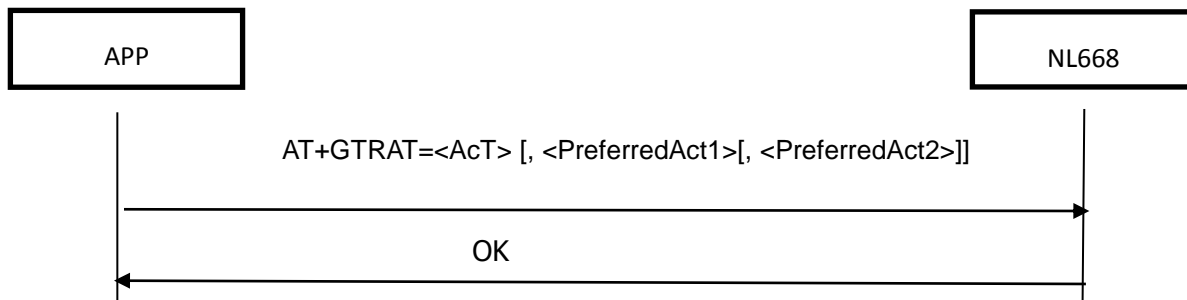 APP
NL668
AT+GTRAT=<AcT> [, <PreferredAct1>[, <PreferredAct2>]]
OK